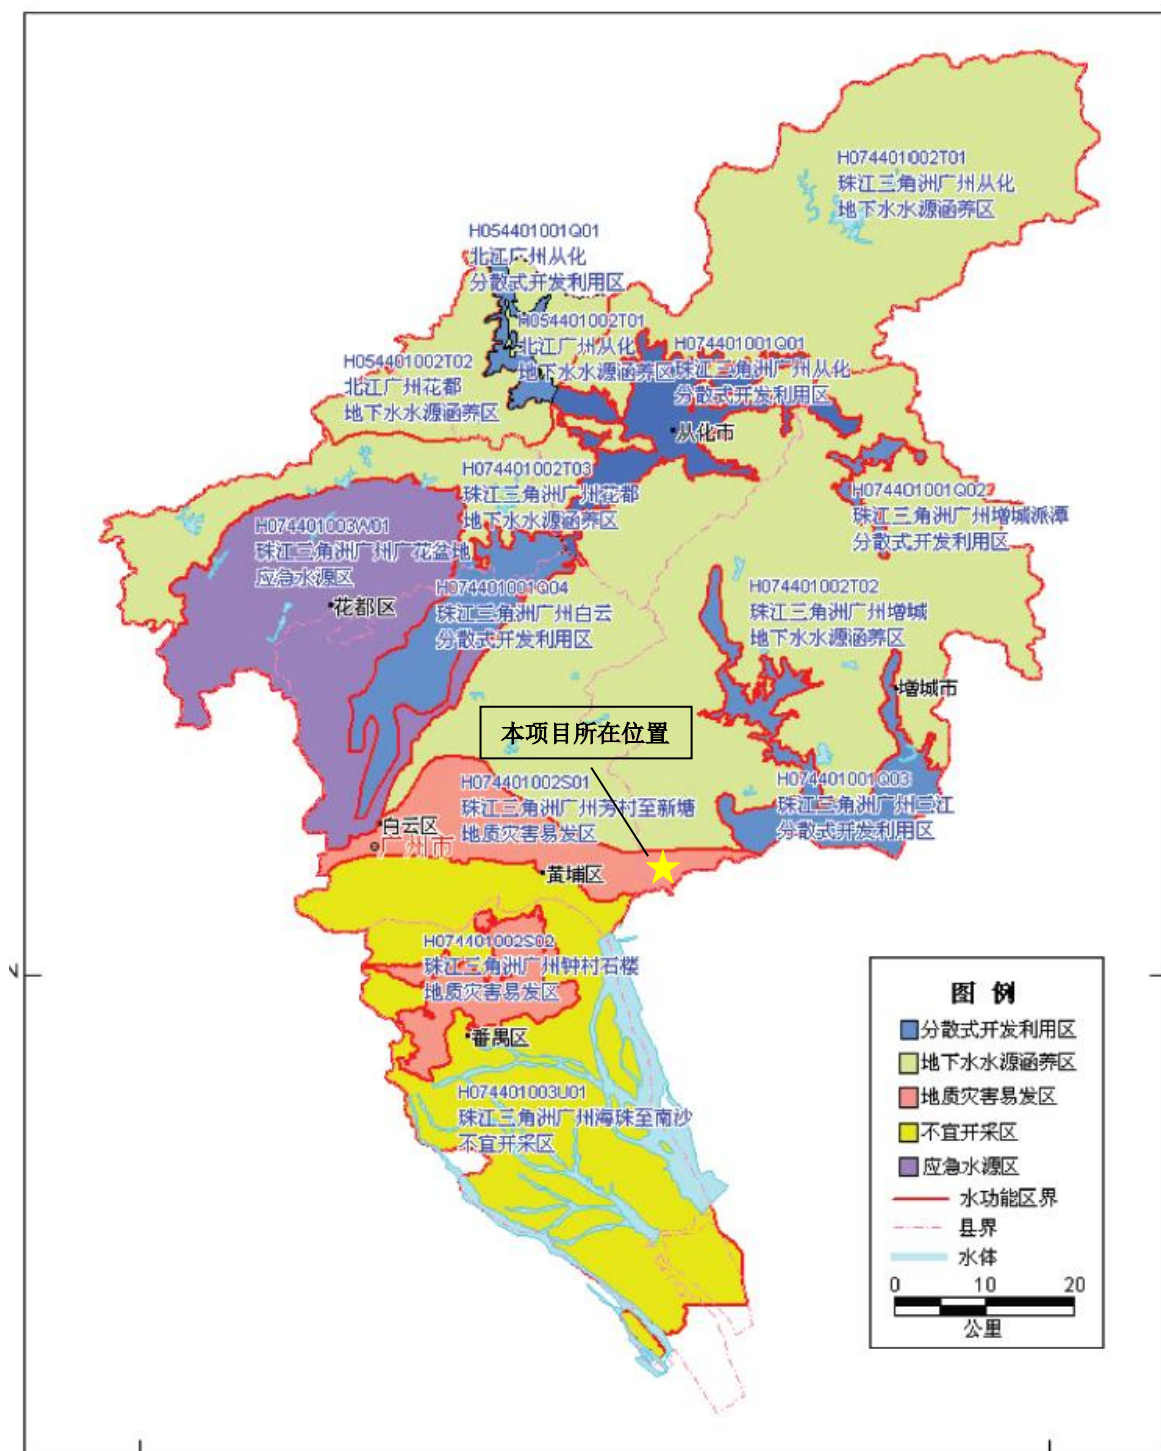 H074401002T01
珠江三角洲广州从化
地下水水源涵养区
H054401001Q01
北江广州从化
分散式开发利用区
H054401002T01
北江广州从化
地下水水源涵养区
H074401001Q01
珠江三角洲广州从化
分散式开发利用区
H054401002T02
北江广州花都
地下水水源涵养区
从化市
H074401002T03
珠江三角洲广州花都
地下水水源涵养区
H074401001Q02
珠江三角洲广州增城派潭
分散式开发利用区
H074401003W01
珠江三角洲广州广花盆地
应急水源区
花都区
H074401001Q04
珠江三角洲广州白云
分散式开发利用区
H074401002T02
珠江三角洲广州增城
地下水水源涵养区
增城市
本项目所在位置
H074401002S01
珠江三角洲广州芳村至新塘
地质灾害易发区
H074401001Q03
珠江三角洲广州三江
分散式开发利用区
白云区
广州市
黄埔区
H074401002S02
珠江三角洲广州钟村石楼
地质灾害易发区
番禺区
H074401003U01
珠江三角洲广州海珠至南沙
不宜开采区
图 例
分散式开发利用区
地下水水源涵养区
地质灾害易发区
不宜开采区
应急水源区
水功能区界
县界
水体
0 10 20
公里